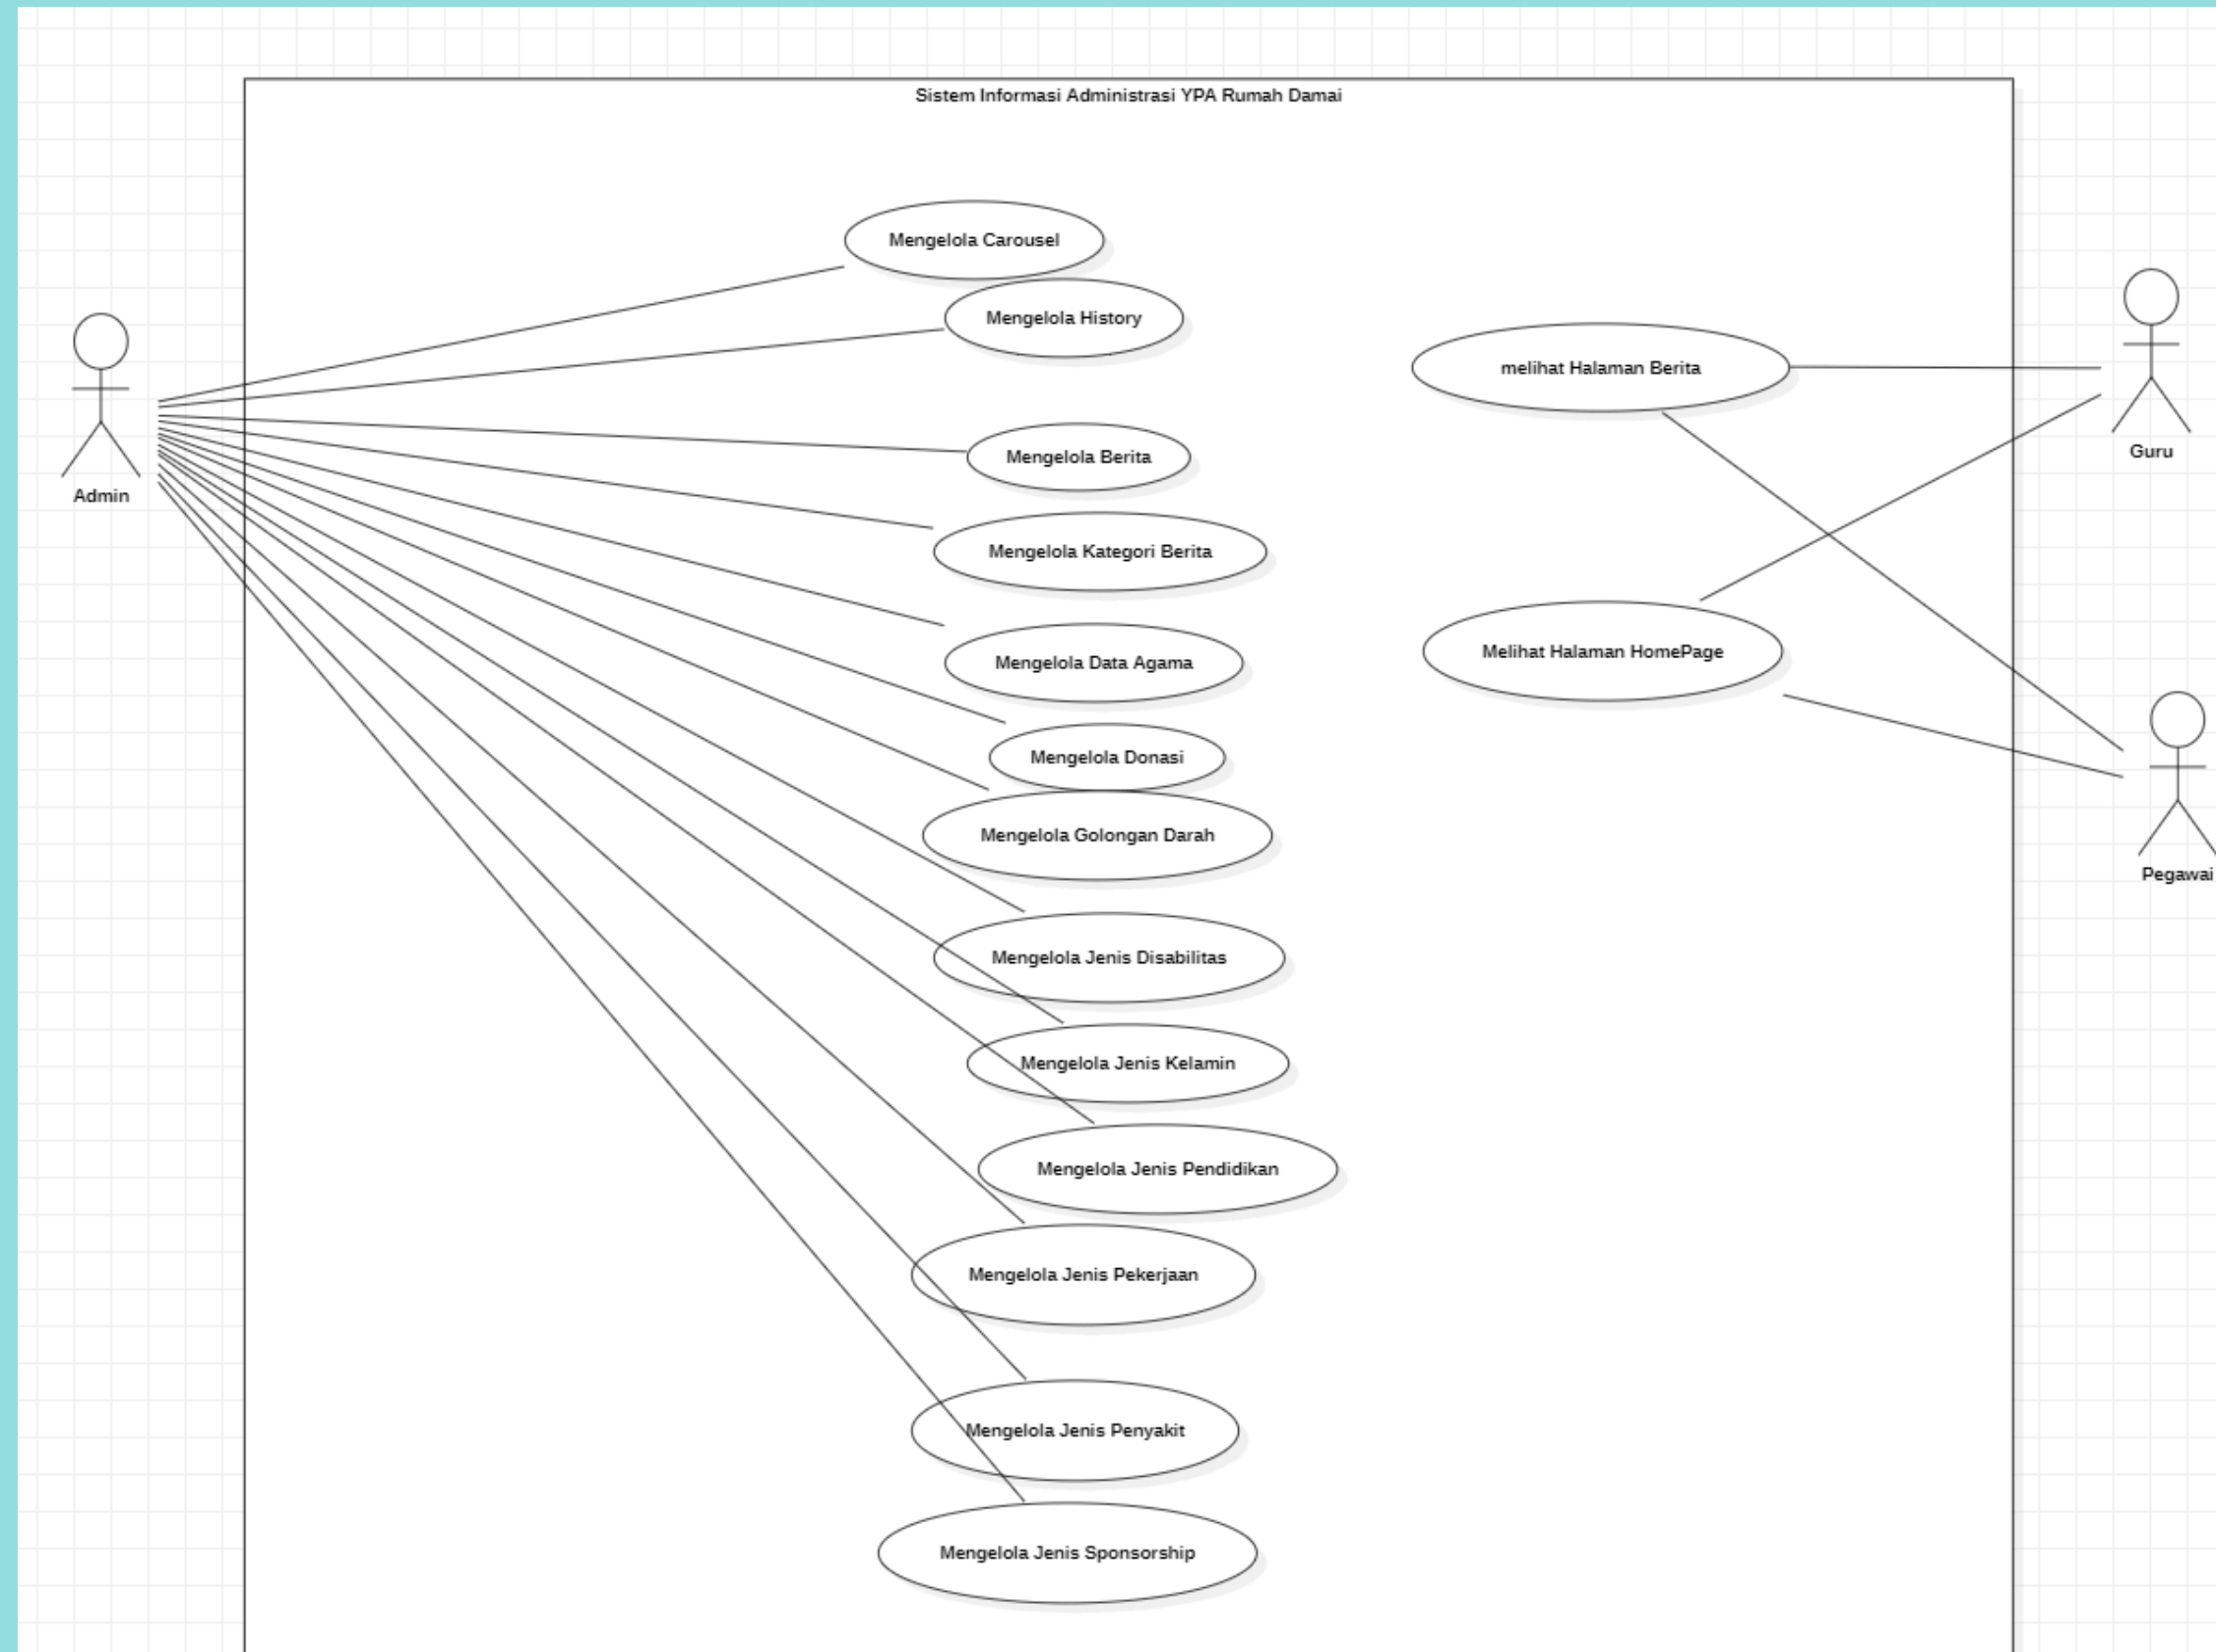 Sistem Informasi Administrasi YPA Rumah Damai
Mengelola Carousel
Mengelola History
melihat Halaman Berita
Guru
Mengelola Berita
Admin
Mengelola Kategori Berita
Melihat Halaman HomePage
Mengelola Data Agama
Mengelola Donasi
Mengelola Golongan Darah
Pegawai
Mengelola Jenis Disabilitas
Mengelola Jenis Kelamin
Mengelola Jenis Pendidikan
Mengelola Jenis Pekerjaan
Mengelola Jenis Penyakit
Mengelola Jenis Sponsorship